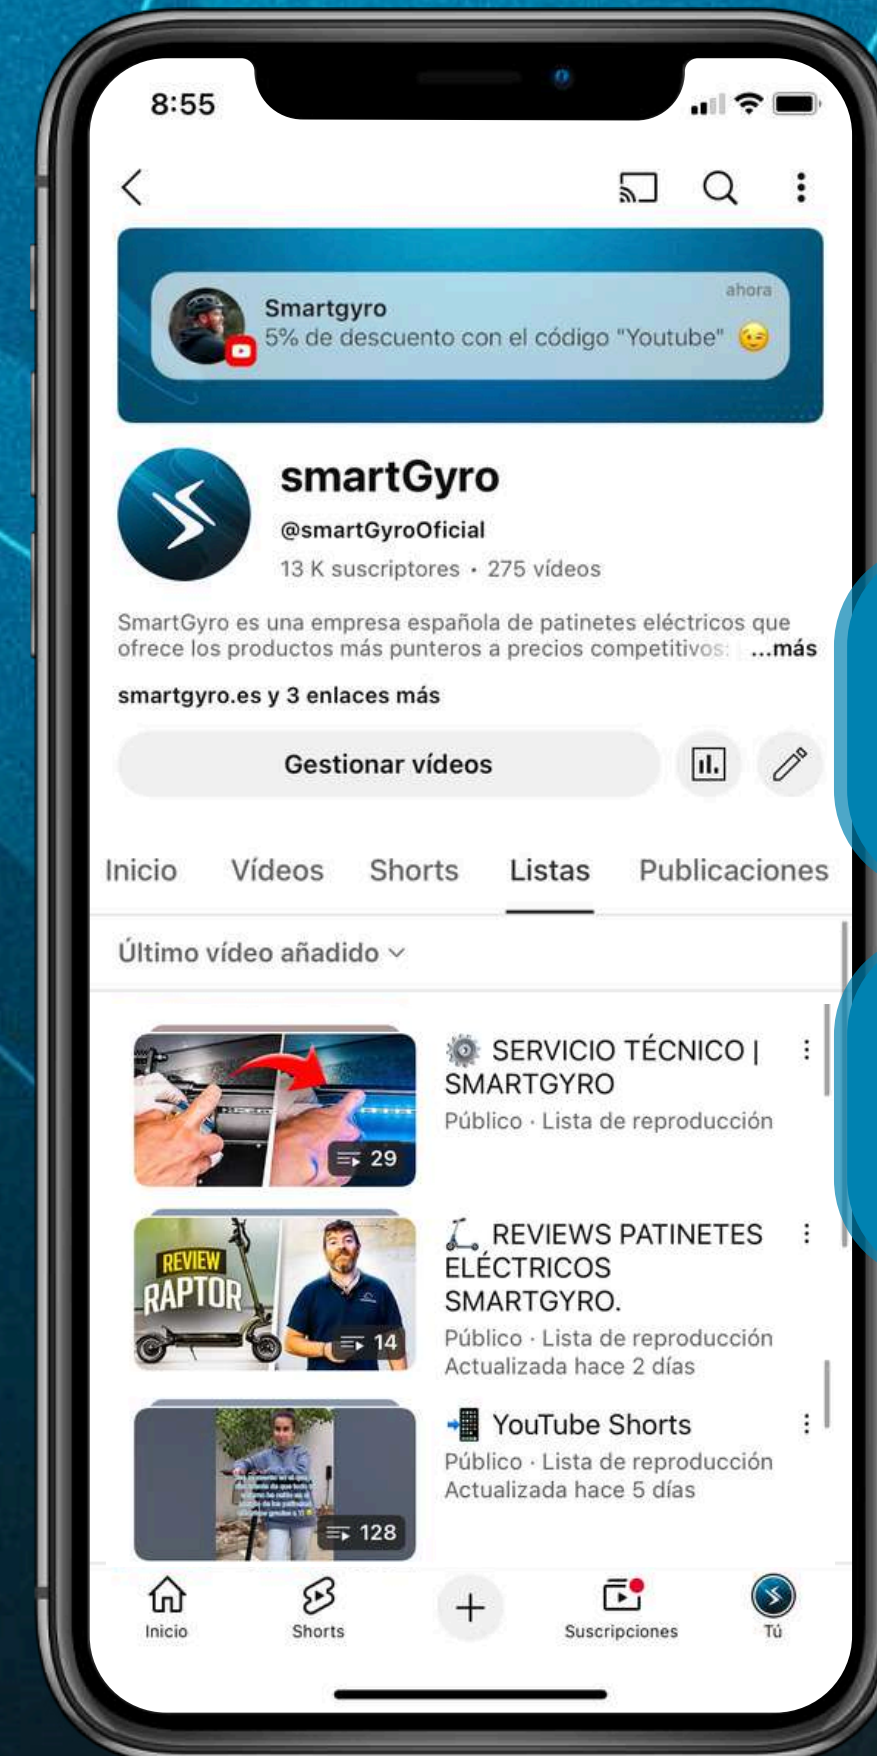 8:55
ahora
Smartgyro
5% de descuento con el código "Youtube" 😉
smartGyro
@smartGyroOficial
13 K suscriptores • 275 vídeos
SmartGyro es una empresa española de patinetes eléctricos que
ofrece los productos más punteros a precios competitivos: ...más
smartgyro.es y 3 enlaces más
Gestionar vídeos
Inicio Vídeos Shorts Listas Publicaciones
Último vídeo añadido
⚙️ SERVICIO TÉCNICO |
SMARTGYRO
Público · Lista de reproducción
29
REVIEW
RAPTOR
14
🛴 REVIEWS PATINETES
ELÉCTRICOS
SMARTGYRO.
Público · Lista de reproducción
Actualizada hace 2 días
128
📲 YouTube Shorts
Público · Lista de reproducción
Actualizada hace 5 días
Inicio Shorts Suscripciones Tú